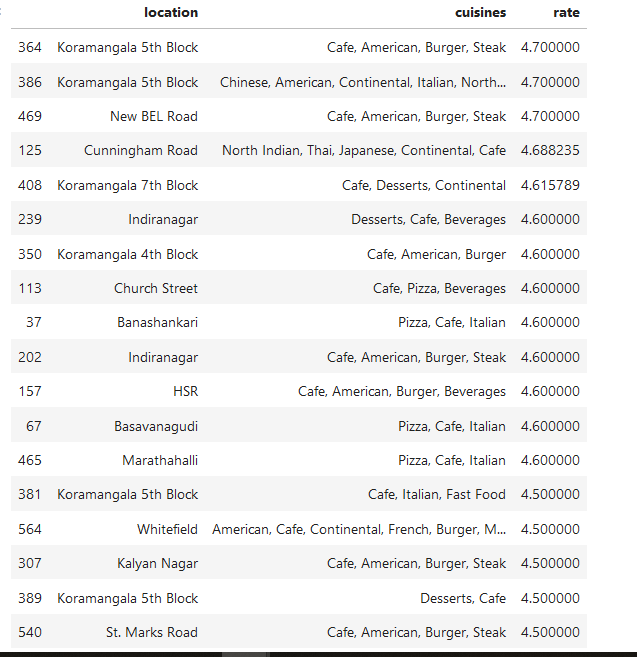 location cuisines rate
364 Koramangala 5th Block Cafe, American, Burger, Steak 4.700000
386 Koramangala 5th Block Chinese, American, Continental, Italian, North... 4.700000
469 New BEL Road Cafe, American, Burger, Steak 4.700000
125 Cunningham Road North Indian, Thai, Japanese, Continental, Cafe 4.688235
408 Koramangala 7th Block Cafe, Desserts, Continental 4.615789
239 Indiranagar Desserts, Cafe, Beverages 4.600000
350 Koramangala 4th Block Cafe, American, Burger 4.600000
113 Church Street Cafe, Pizza, Beverages 4.600000
37 Banashankari Pizza, Cafe, Italian 4.600000
202 Indiranagar Cafe, American, Burger, Steak 4.600000
157 HSR Cafe, American, Burger, Beverages 4.600000
67 Basavanagudi Pizza, Cafe, Italian 4.600000
465 Marathahalli Pizza, Cafe, Italian 4.600000
381 Koramangala 5th Block Cafe, Italian, Fast Food 4.500000
564 Whitefield American, Cafe, Continental, French, Burger, M... 4.500000
307 Kalyan Nagar Cafe, American, Burger, Steak 4.500000
389 Koramangala 5th Block Desserts, Cafe 4.500000
540 St. Marks Road Cafe, American, Burger, Steak 4.500000